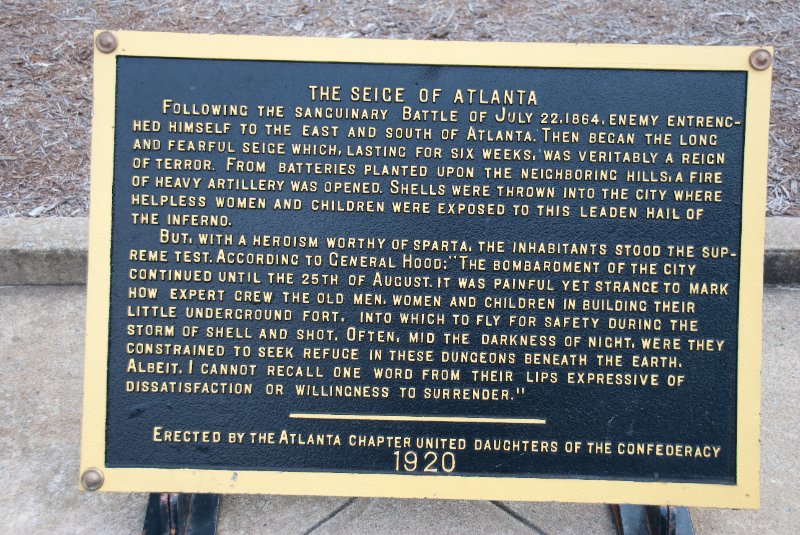 THE SEIGE OF ATLANTA
FOLLOWING THE SANGUINARY BATTLE OF JULY 22, 1864, ENEMY ENTRENC-
HED HIMSELF TO THE EAST AND SOUTH OF ATLANTA. THEN BEGAN THE LONG
AND FEARFUL SEIGE WHICH, LASTING FOR SIX WEEKS, WAS VERITABLY A REIGN
OF TERROR. FROM BATTERIES PLANTED UPON THE NEIGHBORING HILLS, A FIRE
OF HEAVY ARTILLERY WAS OPENED. SHELLS WERE THROWN INTO THE CITY WHERE
HELPLESS WOMEN AND CHILDREN WERE EXPOSED TO THIS LEADEN HAIL OF
THE INFERNO.
BUT, WITH A HEROISM WORTHY OF SPARTA, THE INHABITANTS STOOD THE SUP-
REME TEST. ACCORDING TO GENERAL HOOD: "THE BOMBARDMENT OF THE CITY
CONTINUED UNTIL THE 25TH OF AUGUST. IT WAS PAINFUL YET STRANGE TO MARK
HOW EXPERT GREW THE OLD MEN, WOMEN AND CHILDREN IN BUILDING THEIR
LITTLE UNDERGROUND FORT, INTO WHICH TO FLY FOR SAFETY DURING THE
STORM OF SHELL AND SHOT. OFTEN, MID THE DARKNESS OF NIGHT, WERE THEY
CONSTRAINED TO SEEK REFUGE IN THESE DUNGEONS BENEATH THE EARTH.
ALBEIT, I CANNOT RECALL ONE WORD FROM THEIR LIPS EXPRESSIVE OF
DISSATISFACTION OR WILLINGNESS TO SURRENDER."
ERECTED BY THE ATLANTA CHAPTER UNITED DAUGHTERS OF THE CONFEDERACY
1920